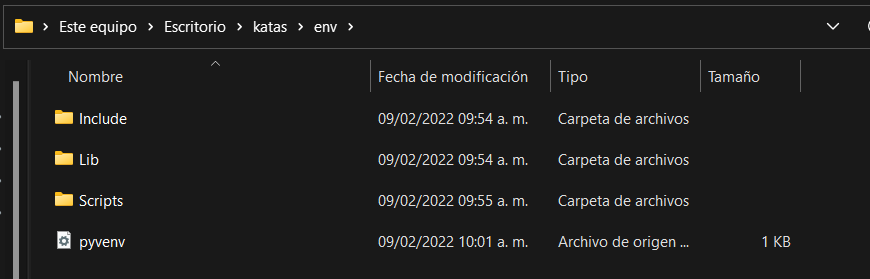 Este equipo > Escritorio > katas > env >
Nombre Fecha de modificación Tipo Tamaño
Include 09/02/2022 09:54 a. m. Carpeta de archivos
Lib 09/02/2022 09:54 a. m. Carpeta de archivos
Scripts 09/02/2022 09:55 a. m. Carpeta de archivos
pyvenv 09/02/2022 10:01 a. m. Archivo de origen ... 1 KB